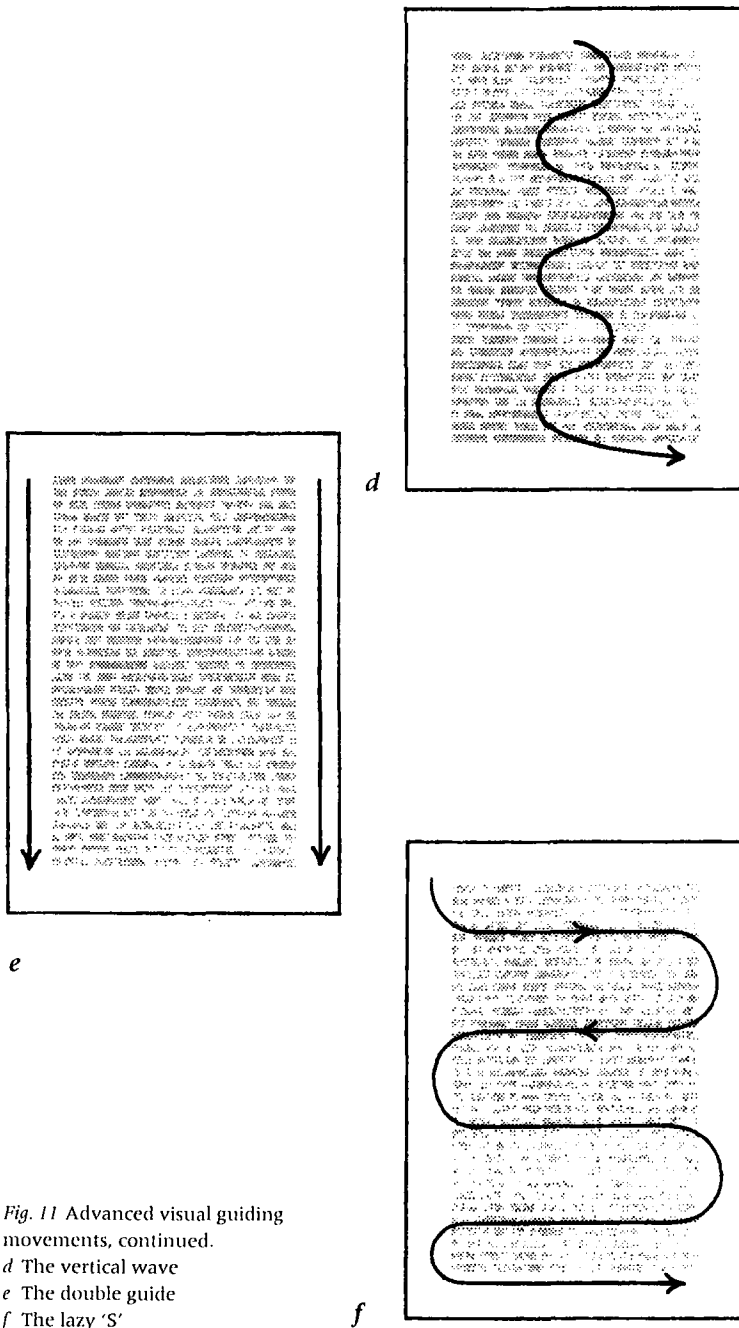 d
e
Fig. 11 Advanced visual guiding
movements, continued.
d The vertical wave
e The double guide
f The lazy ‘S’
f